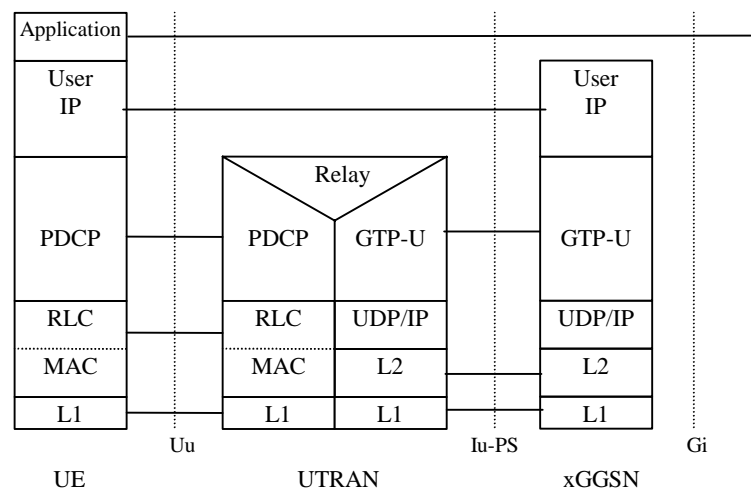 Application
User
IP
User
IP
Relay
PDCP
PDCP
GTP-U
GTP-U
RLC
RLC
UDP/IP
UDP/IP
MAC
MAC
L2
L2
L1
L1
L1
L1
Uu
Iu-PS
Gi
UE
UTRAN
xGGSN